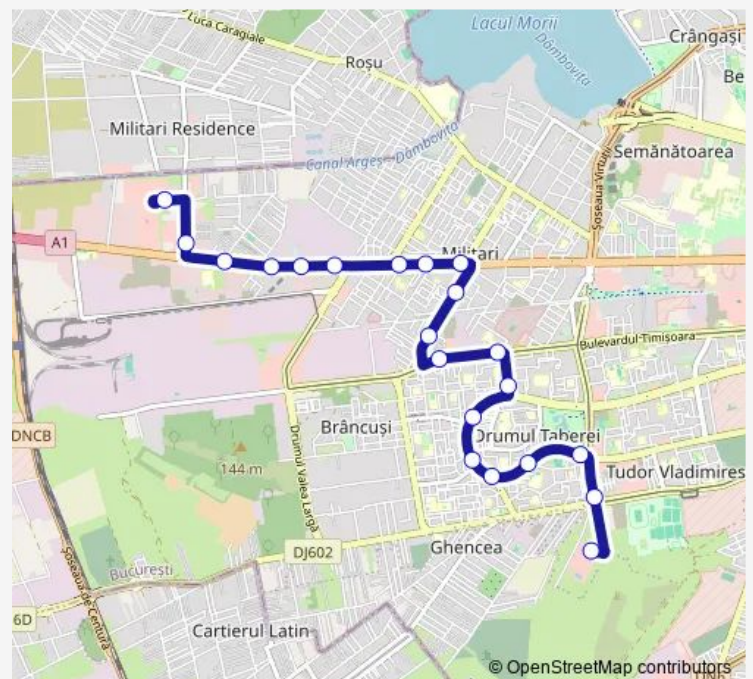 Luca Caragiale
Lacul Morii
Dâmbovița
Crângași
Roșu
Be
Militari Residence
Canal Argeș - Dâmbovița
Semănătoarea
Șoseaua Virtuții
A1
Militari
Bulevardul Timișoara
DNCB
Brâncuși
Drumul Taberei
144 m
Drumul Valea Largă
Tudor Vladimires
DJ602
Ghencea
Șoseaua de Centură
București
6D
Cartierul Latin
© OpenStreetMap contributors